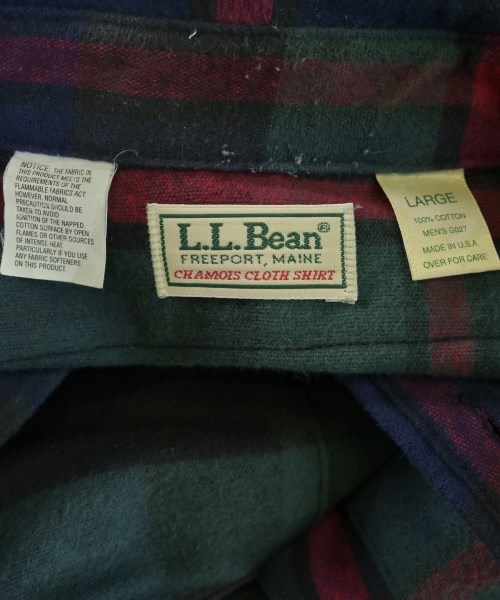 NOTICE: THE FABRIC IN
THIS PRODUCT MEETS THE
REQUIREMENTS OF THE
FLAMMABLE FABRICS ACT
HOWEVER, NORMAL
PRECAUTION SHOULD BE
TAKEN TO AVOID
IGNITION OF THE NAPPED
COTTON SURFACE BY OPEN
FLAMES OR OTHER SOURCES
OF INTENSE HEAT
PARTICULARLY IF YOU USE
ANY FABRIC SOFTENERS
ON THIS PRODUCT.
L.L.Bean®
FREEPORT, MAINE
CHAMOIS CLOTH SHIRT
LARGE
100% COTTON
MEN'S G027
MADE IN U.S.A
OVER FOR CARE